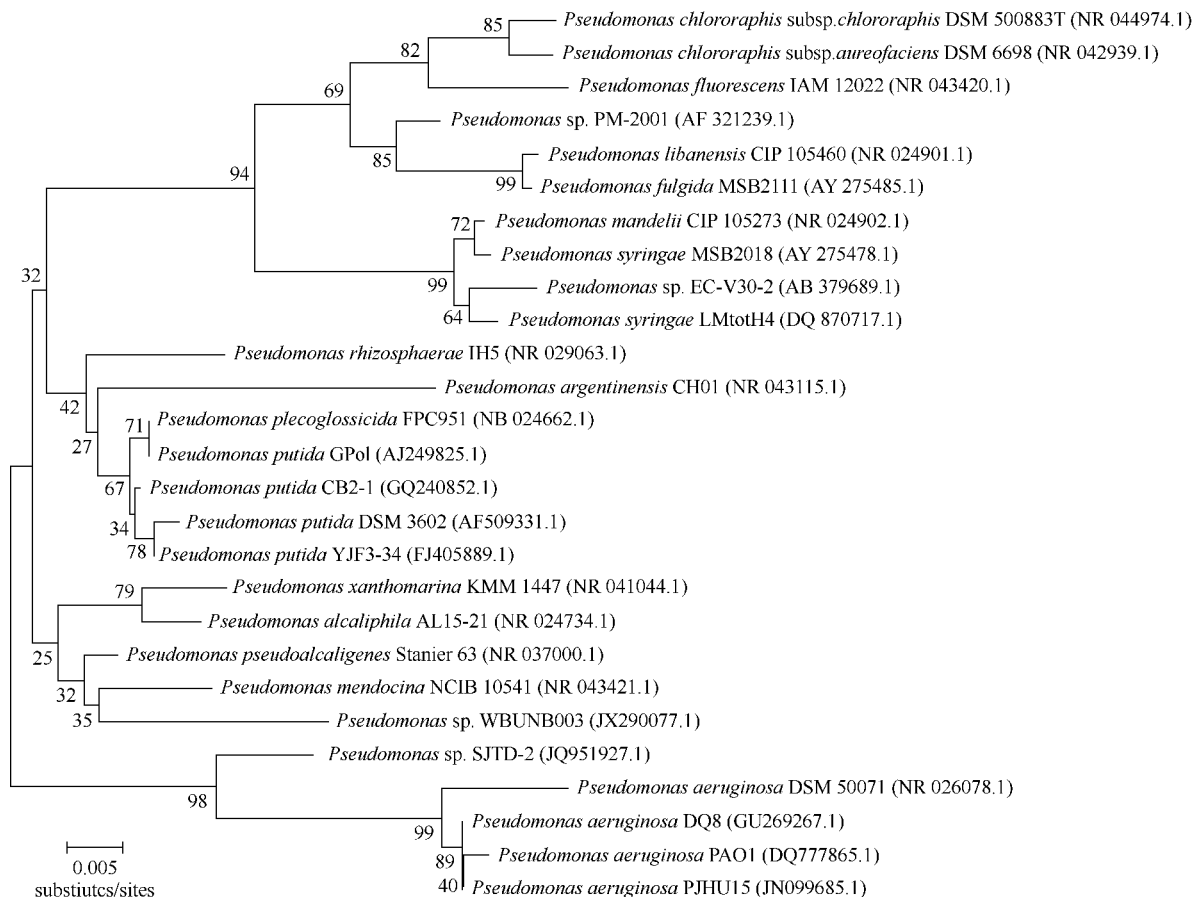 85
Pseudomonas chlororaphis subsp.chlororaphis DSM 500883T (NR 044974.1)
82
Pseudomonas chlororaphis subsp.aureofaciens DSM 6698 (NR 042939.1)
69
Pseudomonas fluorescens IAM 12022 (NR 043420.1)
Pseudomonas sp. PM-2001 (AF 321239.1)
85
Pseudomonas libanensis CIP 105460 (NR 024901.1)
94
99
Pseudomonas fulgida MSB2111 (AY 275485.1)
72
Pseudomonas mandelii CIP 105273 (NR 024902.1)
Pseudomonas syringae MSB2018 (AY 275478.1)
32
99
Pseudomonas sp. EC-V30-2 (AB 379689.1)
64
Pseudomonas syringae LMtotH4 (DQ 870717.1)
Pseudomonas rhizosphaerae IH5 (NR 029063.1)
Pseudomonas argentinensis CH01 (NR 043115.1)
42
71
Pseudomonas plecoglossicida FPC951 (NB 024662.1)
27
Pseudomonas putida GPol (AJ249825.1)
67
Pseudomonas putida CB2-1 (GQ240852.1)
34
Pseudomonas putida DSM 3602 (AF509331.1)
78
Pseudomonas putida YJF3-34 (FJ405889.1)
79
Pseudomonas xanthomarina KMM 1447 (NR 041044.1)
Pseudomonas alcaliphila AL15-21 (NR 024734.1)
25
Pseudomonas pseudoalcaligenes Stanier 63 (NR 037000.1)
32
Pseudomonas mendocina NCIB 10541 (NR 043421.1)
35
Pseudomonas sp. WBUNB003 (JX290077.1)
Pseudomonas sp. SJTD-2 (JQ951927.1)
98
Pseudomonas aeruginosa DSM 50071 (NR 026078.1)
99
Pseudomonas aeruginosa DQ8 (GU269267.1)
89
Pseudomonas aeruginosa PAO1 (DQ777865.1)
40
Pseudomonas aeruginosa PJHU15 (JN099685.1)
0.005
substiutcs/sites